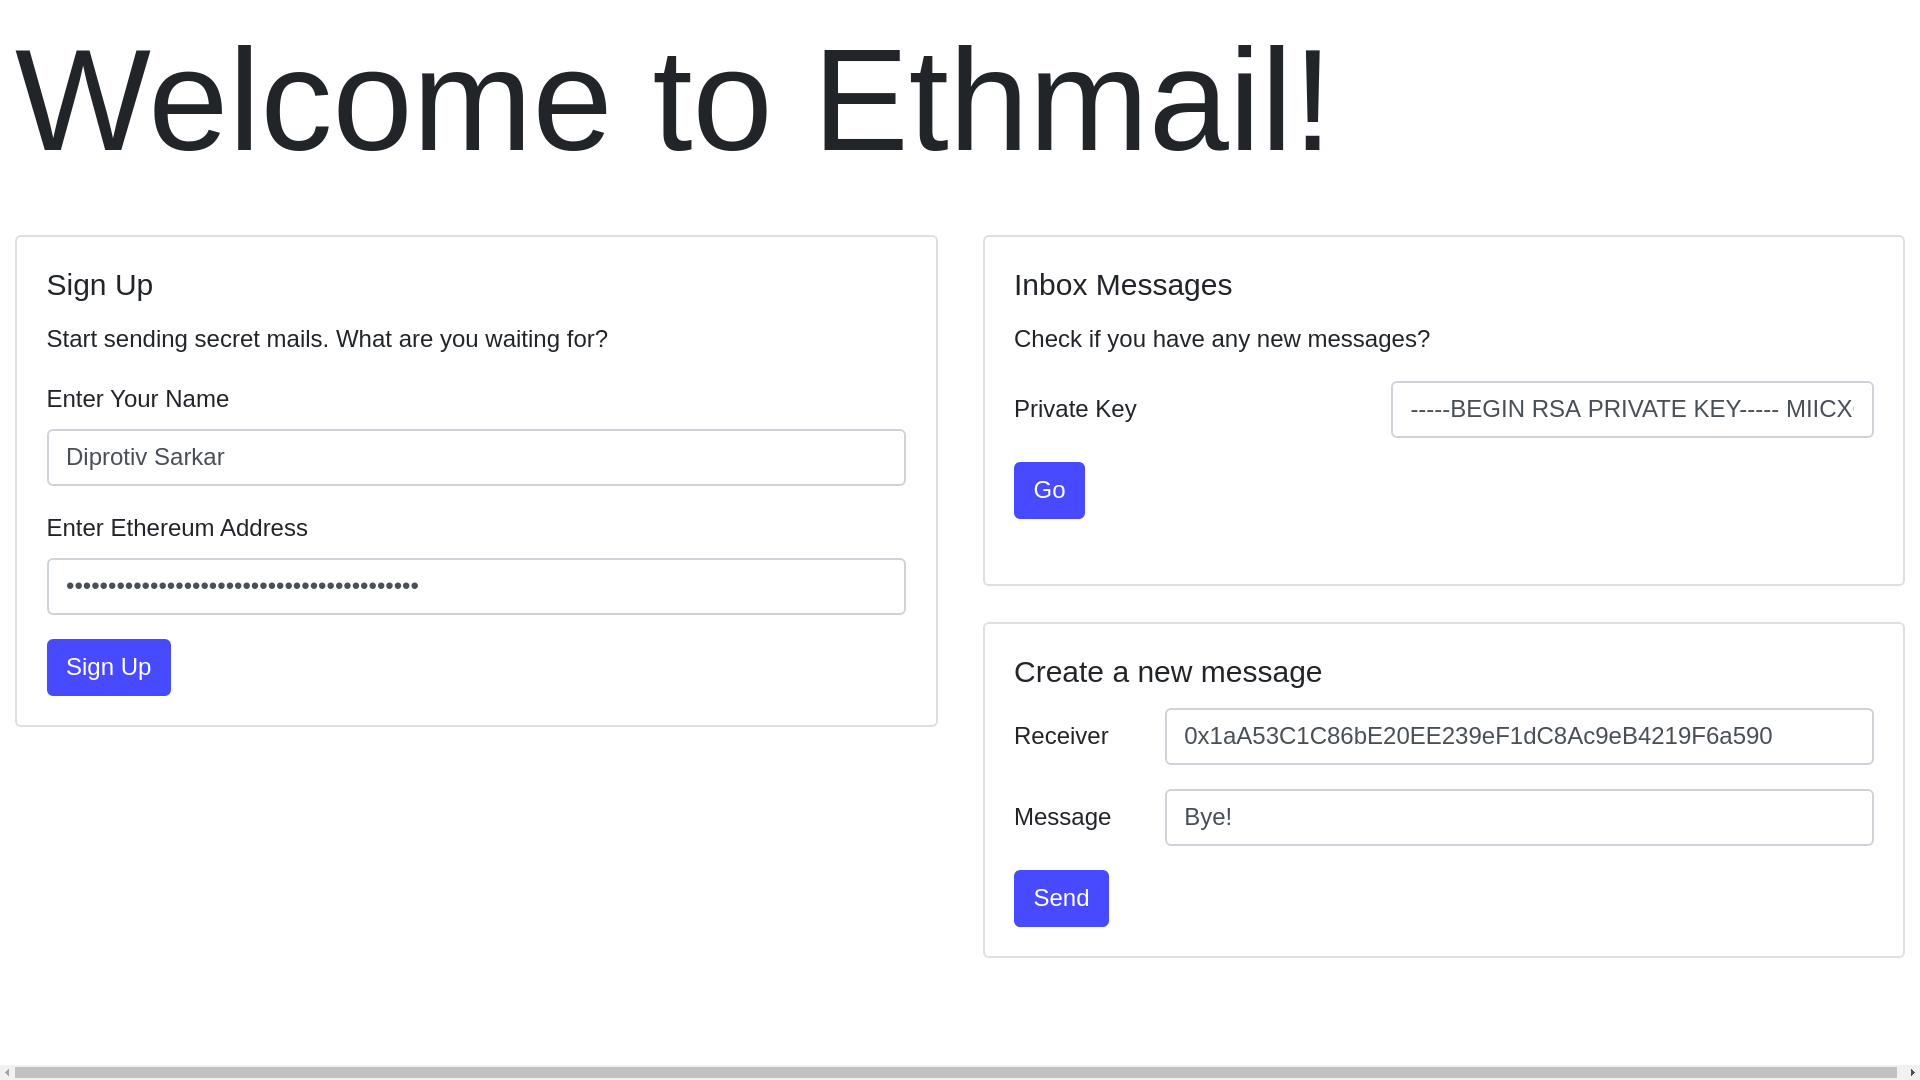 Welcome to Ethmail!
Sign Up
Start sending secret mails. What are you waiting for?
Enter Your Name
Diprotiv Sarkar
Enter Ethereum Address
••••••••••••••••••••••••••••••••••••••••••
Sign Up
Inbox Messages
Check if you have any new messages?
Private Key
-----BEGIN RSA PRIVATE KEY----- MIICX
Go
Create a new message
Receiver
0x1aA53C1C86bE20EE239eF1dC8Ac9eB4219F6a590
Message
Bye!
Send